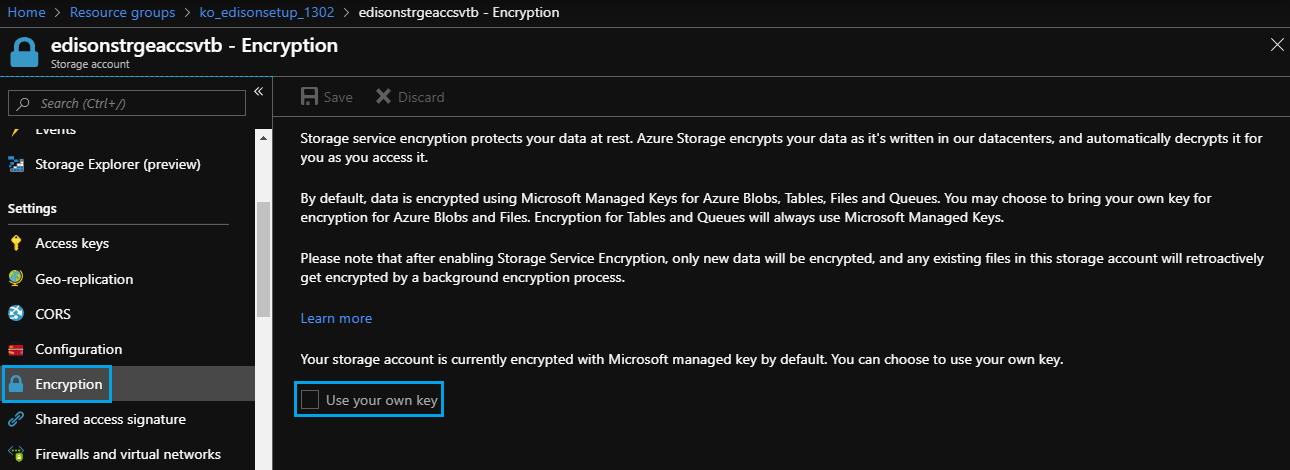 Home > Resource groups > ko_edisonsetup_1302 > edisonstrgeaccsvtb - Encryption
edisonstrgeaccsvtb - Encryption
Storage account
Search (Ctrl+/)
Events
Storage Explorer (preview)
Settings
Access keys
Geo-replication
CORS
Configuration
Encryption
Shared access signature
Firewalls and virtual networks
Save Discard
Storage service encryption protects your data at rest. Azure Storage encrypts your data as it's written in our datacenters, and automatically decrypts it for
you as you access it.
By default, data is encrypted using Microsoft Managed Keys for Azure Blobs, Tables, Files and Queues. You may choose to bring your own key for
encryption for Azure Blobs and Files. Encryption for Tables and Queues will always use Microsoft Managed Keys.
Please note that after enabling Storage Service Encryption, only new data will be encrypted, and any existing files in this storage account will retroactively
get encrypted by a background encryption process.
Learn more
Your storage account is currently encrypted with Microsoft managed key by default. You can choose to use your own key.
Use your own key